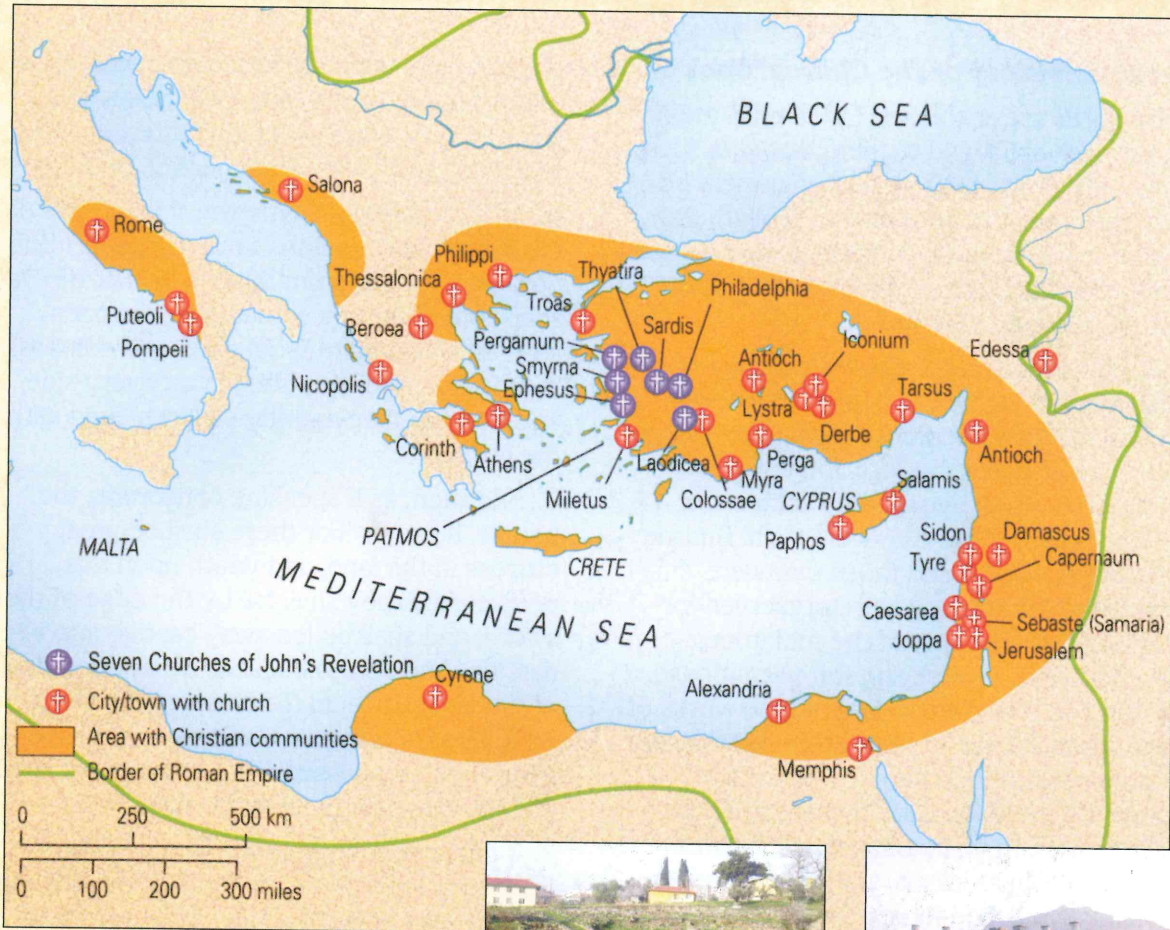 BLACK SEA
Salona
Rome
Philippi
Thyatira
Thessalonica
Philadelphia
Troas
Puteoli
Beroea
Sardis
Iconium
Pompeii
Pergamum
Antioch
Edessa
Smyrna
Nicopolis
Ephesus
Tarsus
Lystra
Derbe
Corinth
Antioch
Athens
Laodicea
Perga
Myra
Salamis
Miletus
Colossae
CYPRUS
PATMOS
Paphos
Sidon
Damascus
MALTA
Tyre
Capernaum
CRETE
MEDITERRANEAN SEA
Caesarea
Sebaste (Samaria)
Joppa
Jerusalem
Seven Churches of John's Revelation
Cyrene
City/town with church
Alexandria
Area with Christian communities
Memphis
Border of Roman Empire
0 250 500 km
0 100 200 300 miles